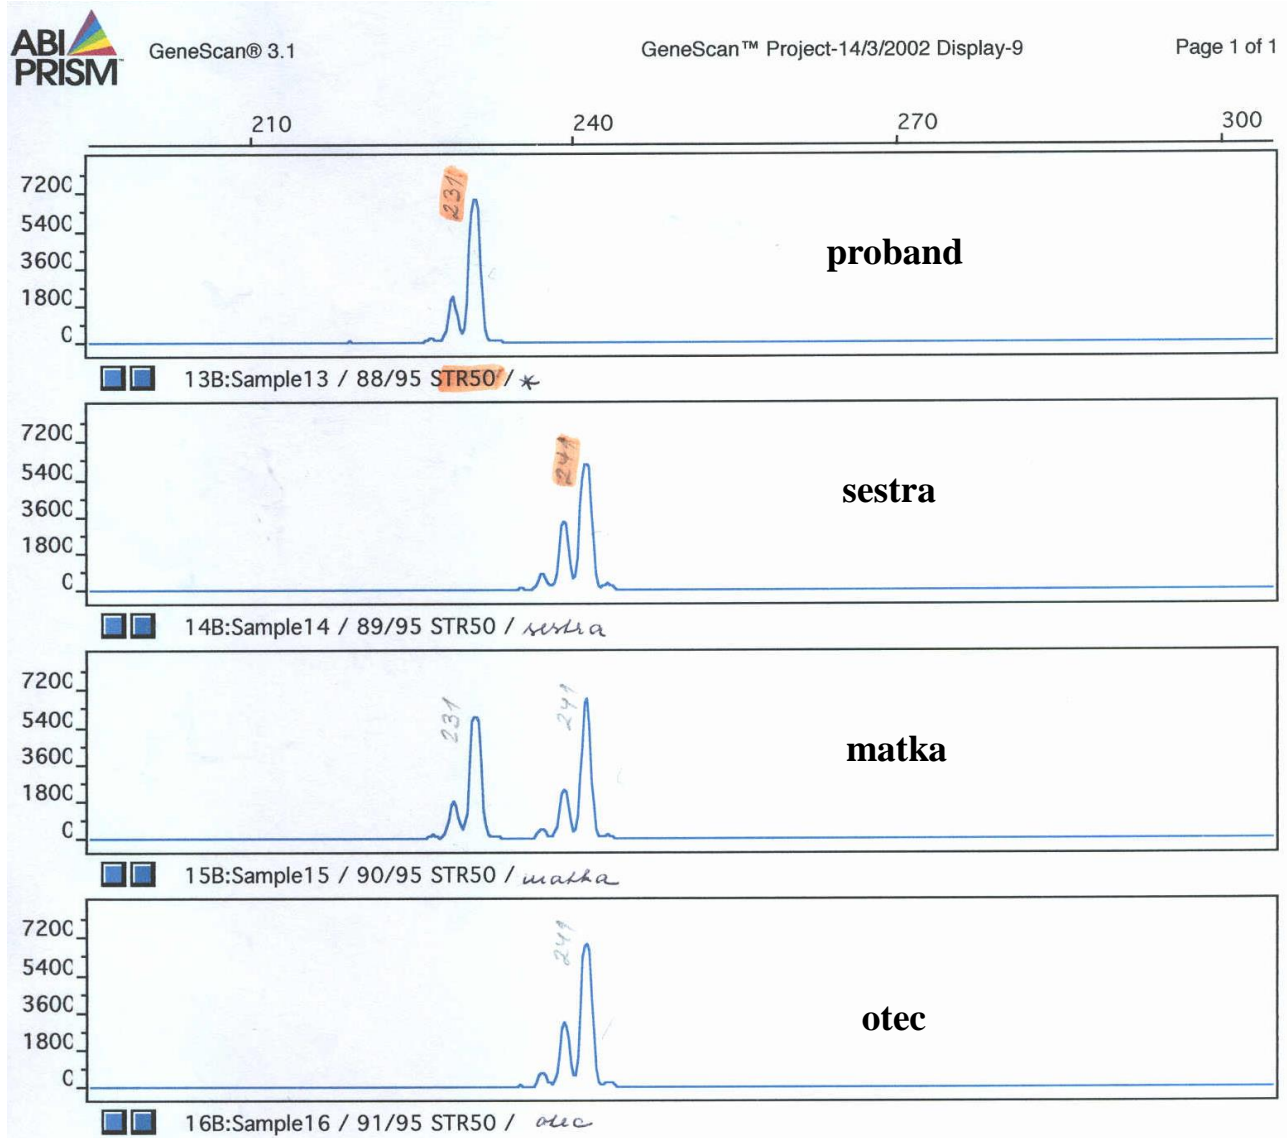 ABI PRISM™ GeneScan® 3.1 GeneScan™ Project-14/3/2002 Display-9 Page 1 of 1
210 240 270 300
7200
5400
3600
1800
0
231
proband
13B:Sample13 / 88/95 STR50 / *
7200
5400
3600
1800
0
241
sestra
14B:Sample14 / 89/95 STR50 / sestra
7200
5400
3600
1800
0
231 241
matka
15B:Sample15 / 90/95 STR50 / matka
7200
5400
3600
1800
0
241
otec
16B:Sample16 / 91/95 STR50 / otec